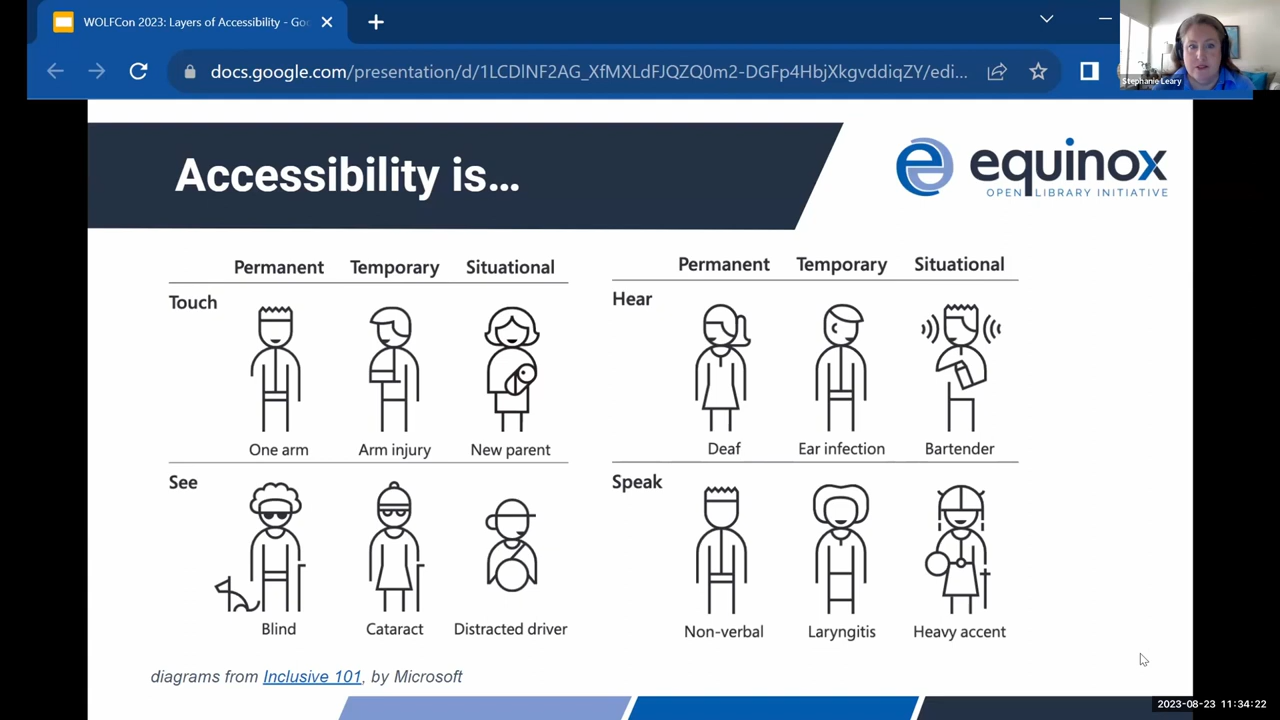 WOLFCon 2023: Layers of Accessibility - Goo
docs.google.com/presentation/d/1LCDlNF2AG_XfMXLdFJQZQ0m2-DGFp4HbjXkgvddiqZY/edi...
Stephanie Leary
Accessibility is...
equinox
OPEN LIBRARY INITIATIVE
Permanent Temporary Situational
Touch
One arm Arm injury New parent
See
Blind Cataract Distracted driver
Permanent Temporary Situational
Hear
Deaf Ear infection Bartender
Speak
Non-verbal Laryngitis Heavy accent
diagrams from Inclusive 101, by Microsoft
2023-08-23 11:34:22